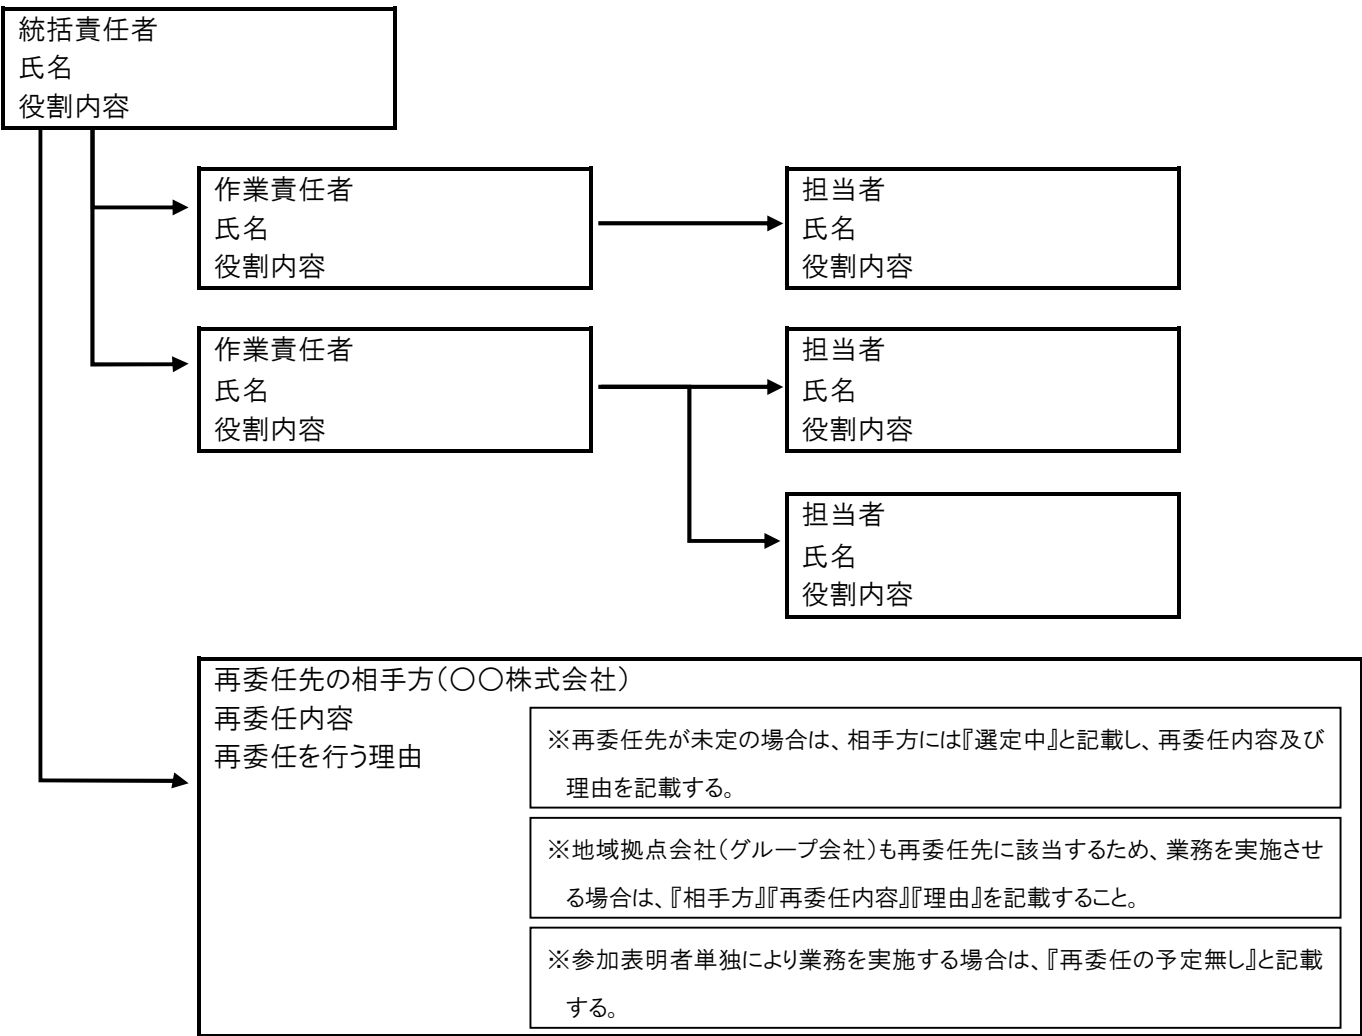 統括責任者
氏名
役割内容
作業責任者
氏名
役割内容
担当者
氏名
役割内容
作業責任者
氏名
役割内容
担当者
氏名
役割内容
担当者
氏名
役割内容
再委任先の相手方（○○株式会社）
再委任内容
再委任を行う理由
※再委任先が未定の場合は、相手方には『選定中』と記載し、再委任内容及び
理由を記載する。
※地域拠点会社（グループ会社）も再委任先に該当するため、業務を実施させ
る場合は、『相手方』『再委任内容』『理由』を記載すること。
※参加表明者単独により業務を実施する場合は、『再委任の予定無し』と記載
する。